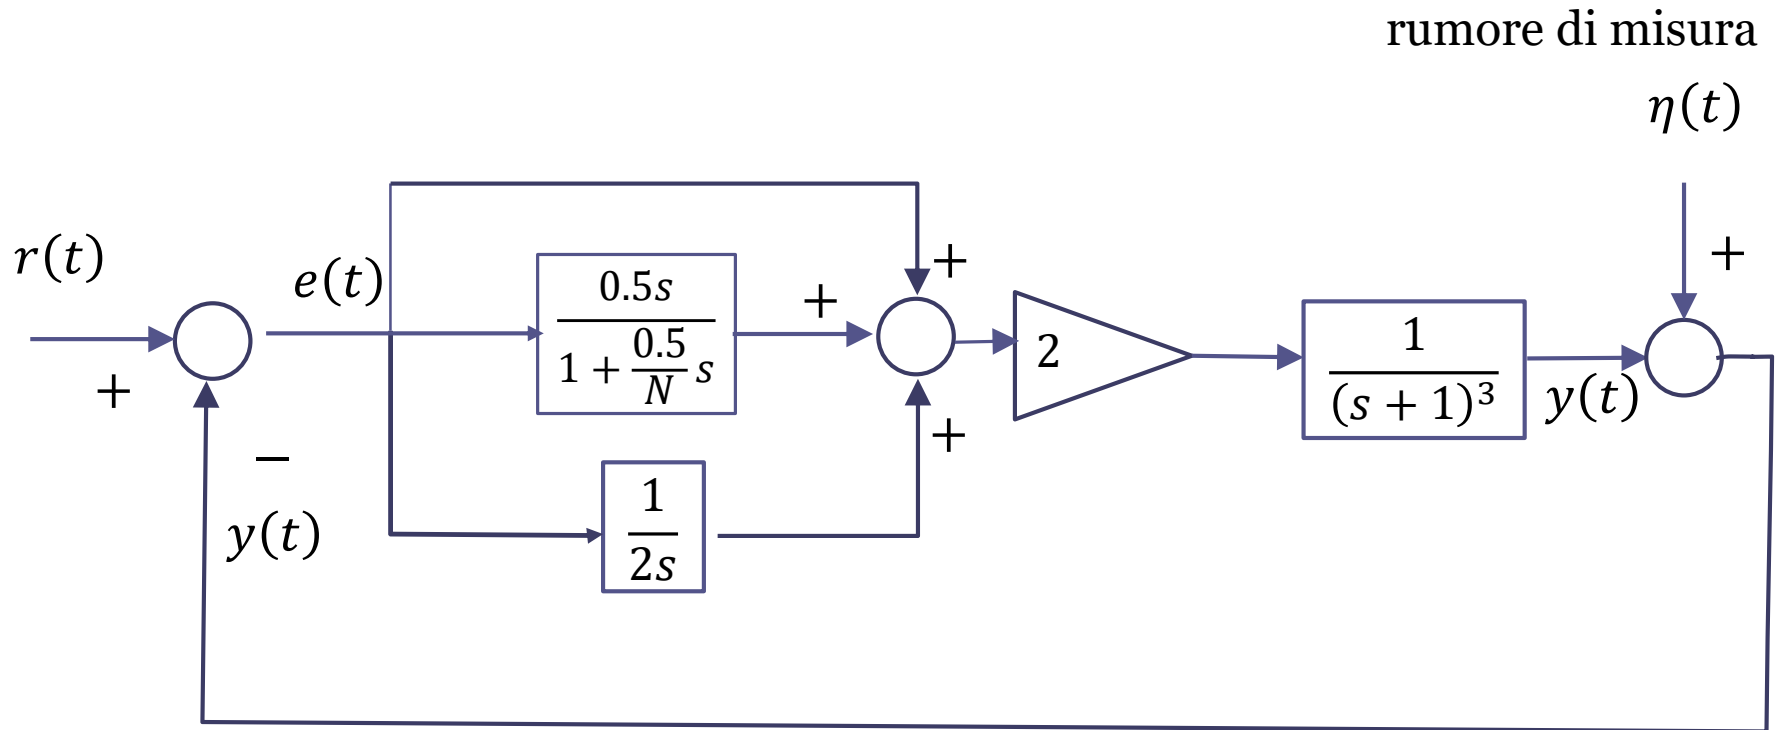 rumore di misura
η(t)
+
r(t)
+
e(t)
+
0.5s
1 + 0.5/N s
+
2
1
(s + 1)³
y(t)
+
−
y(t)
1
2s
+